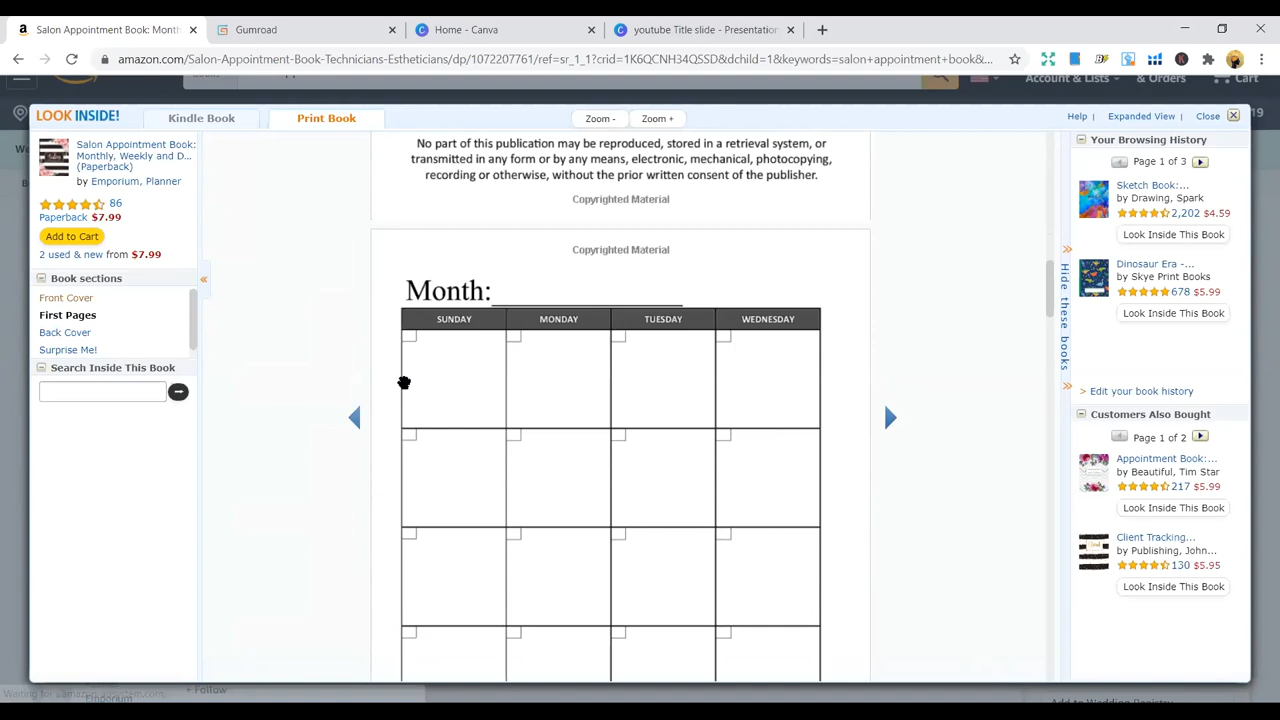 Salon Appointment Book: Month
Gumroad
Home - Canva
youtube Title slide - Presentation
amazon.com/Salon-Appointment-Book-Technicians-Esthetitians/dp/1072207761/ref=sr_1_1?crid=1K6QCNH34QSSD&dchild=1&keywords=salon+appointment+book&...
Account & Lists
& Orders
Cart
LOOK INSIDE!
Kindle Book
Print Book
Zoom -
Zoom +
Help |
Expanded View |
Close
Salon Appointment Book:
Monthly, Weekly and D...
(Paperback)
by Emporium, Planner
86
Paperback $7.99
Add to Cart
2 used & new from $7.99
Book sections
Front Cover
First Pages
Back Cover
Surprise Me!
Search Inside This Book
No part of this publication may be reproduced, stored in a retrieval system, or
transmitted in any form or by any means, electronic, mechanical, photocopying,
recording or otherwise, without the prior written consent of the publisher.
Copyrighted Material
Copyrighted Material
Month:
SUNDAY MONDAY TUESDAY WEDNESDAY
Hide these books
Your Browsing History
Page 1 of 3
Sketch Book:...
by Drawing, Spark
2,202 $4.59
Look Inside This Book
Dinosaur Era -...
by Skye Print Books
678 $5.99
Look Inside This Book
> Edit your book history
Customers Also Bought
Page 1 of 2
Appointment Book:...
by Beautiful, Tim Star
217 $5.99
Look Inside This Book
Client Tracking...
by Publishing, John...
130 $5.95
Look Inside This Book
+ Follow
Emporium
Add to Wedding Registry